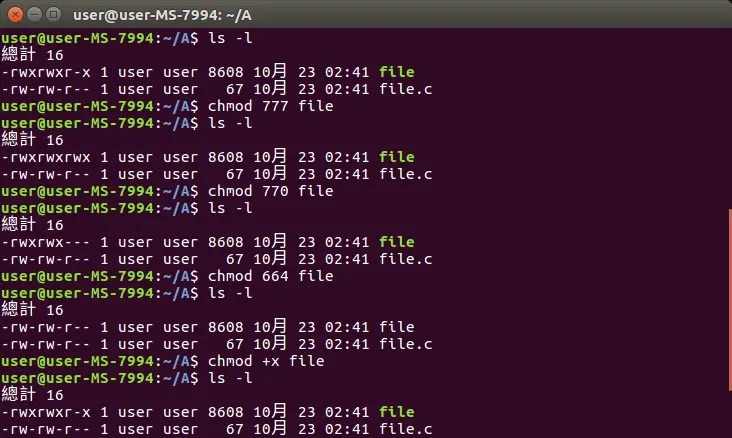 user@user-MS-7994: ~/A
user@user-MS-7994:~/A$ ls -l
總計 16
-rwxrwxr-x 1 user user 8608 10月 23 02:41 file
-rw-rw-r-- 1 user user   67 10月 23 02:41 file.c
user@user-MS-7994:~/A$ chmod 777 file
user@user-MS-7994:~/A$ ls -l
總計 16
-rwxrwxrwx 1 user user 8608 10月 23 02:41 file
-rw-rw-r-- 1 user user   67 10月 23 02:41 file.c
user@user-MS-7994:~/A$ chmod 770 file
user@user-MS-7994:~/A$ ls -l
總計 16
-rwxrwx--- 1 user user 8608 10月 23 02:41 file
-rw-rw-r-- 1 user user   67 10月 23 02:41 file.c
user@user-MS-7994:~/A$ chmod 664 file
user@user-MS-7994:~/A$ ls -l
總計 16
-rw-rw-r-- 1 user user 8608 10月 23 02:41 file
-rw-rw-r-- 1 user user   67 10月 23 02:41 file.c
user@user-MS-7994:~/A$ chmod +x file
user@user-MS-7994:~/A$ ls -l
總計 16
-rwxrwxr-x 1 user user 8608 10月 23 02:41 file
-rw-rw-r-- 1 user user   67 10月 23 02:41 file.c